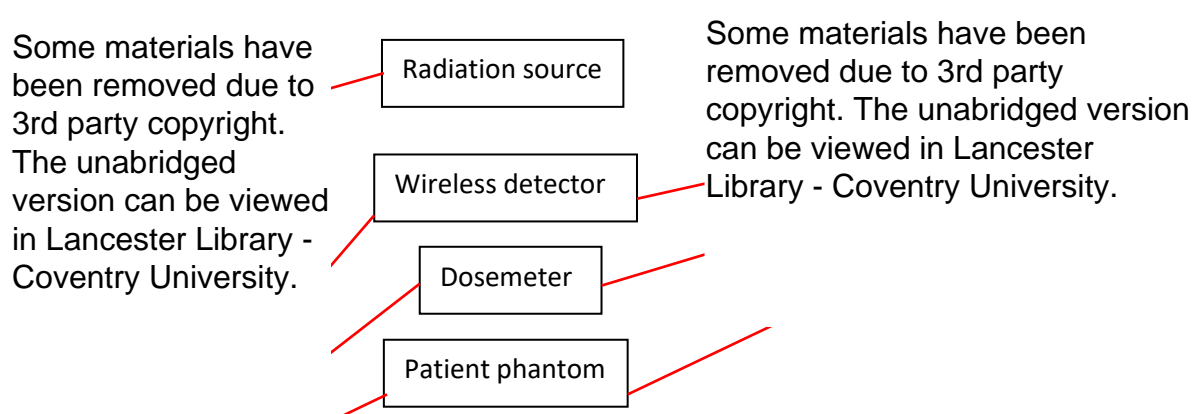 Some materials have
been removed due to
3rd party copyright.
The unabridged
version can be viewed
in Lancester Library -
Coventry University.
Radiation source
Wireless detector
Dosemeter
Patient phantom
Some materials have been
removed due to 3rd party
copyright. The unabridged version
can be viewed in Lancester
Library - Coventry University.